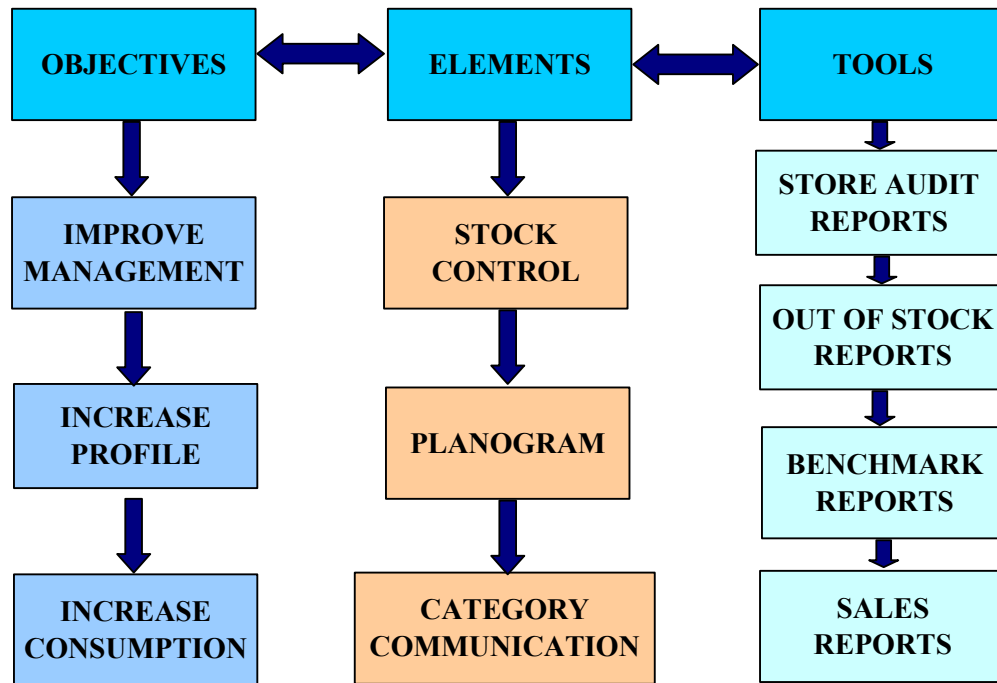 OBJECTIVES
ELEMENTS
TOOLS
IMPROVE
MANAGEMENT
INCREASE
PROFILE
INCREASE
CONSUMPTION
STOCK
CONTROL
PLANOGRAM
CATEGORY
COMMUNICATION
STORE AUDIT
REPORTS
OUT OF STOCK
REPORTS
BENCHMARK
REPORTS
SALES
REPORTS